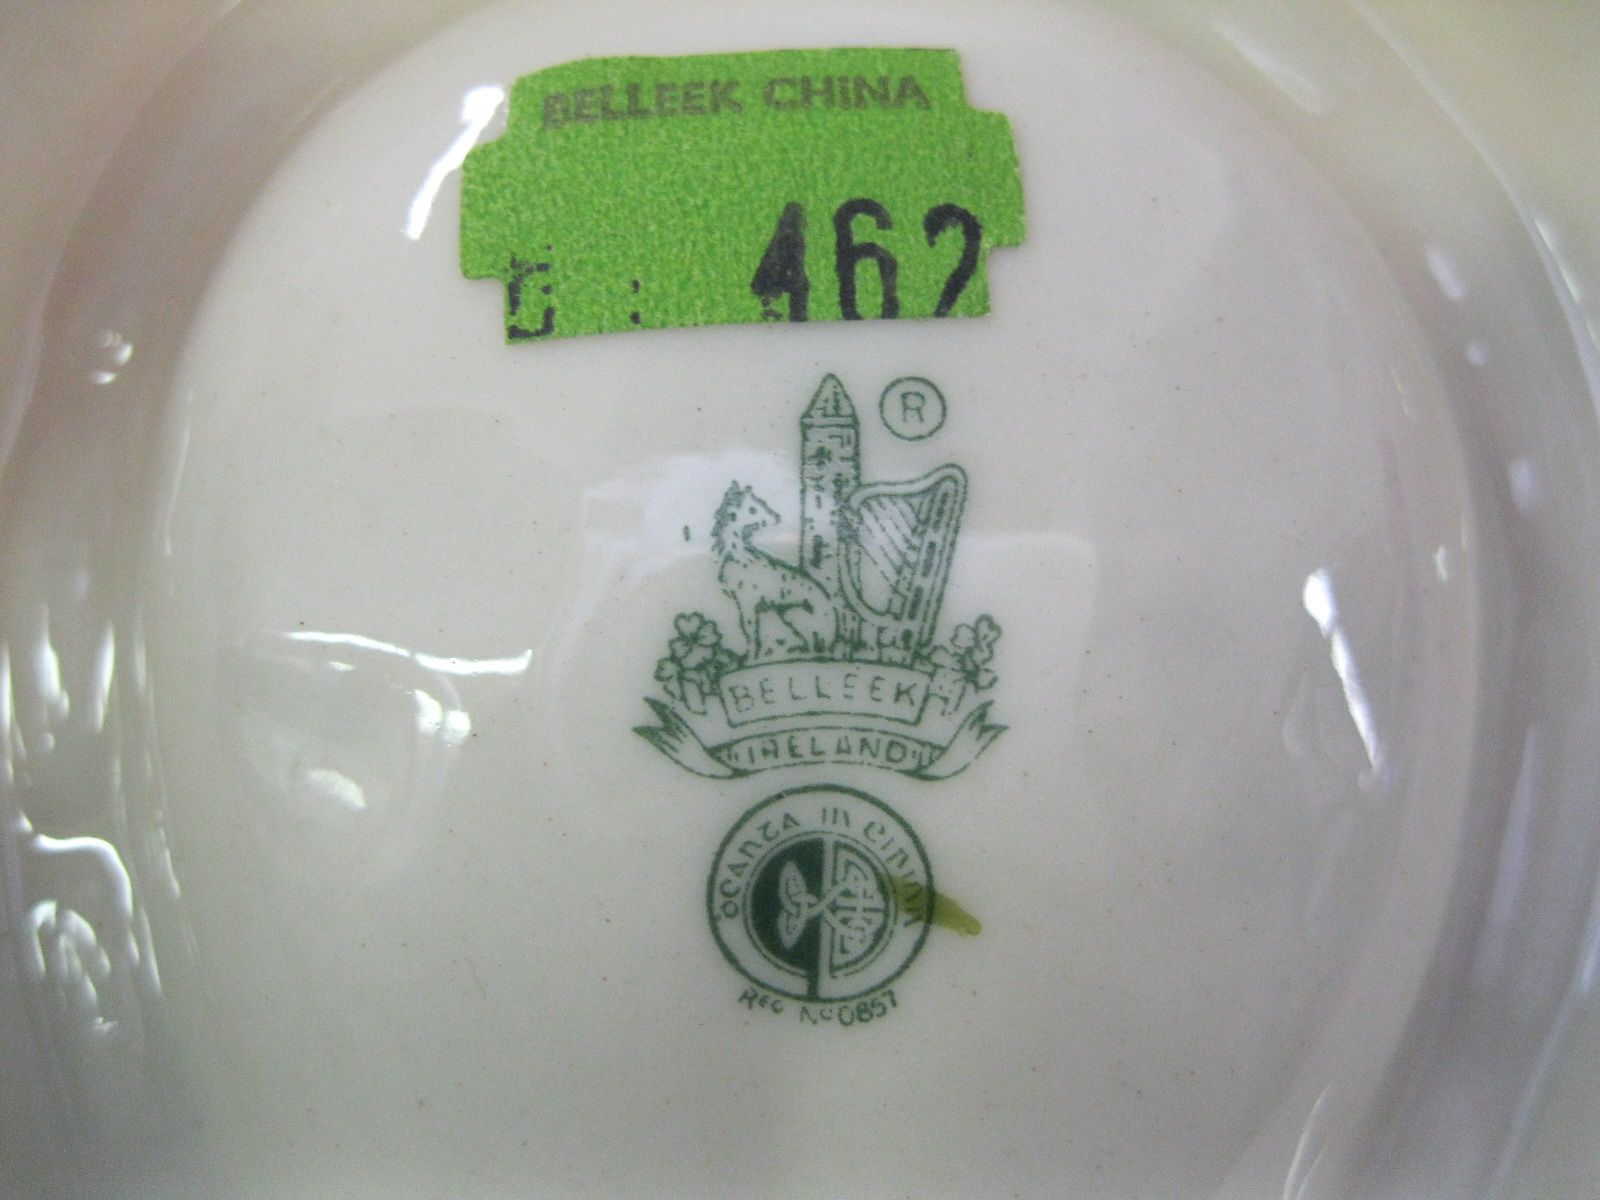 BELLEEK CHINA
462
®
BELLEEK
"IRELAND"
Déanta in Éirinn
REG No 0857